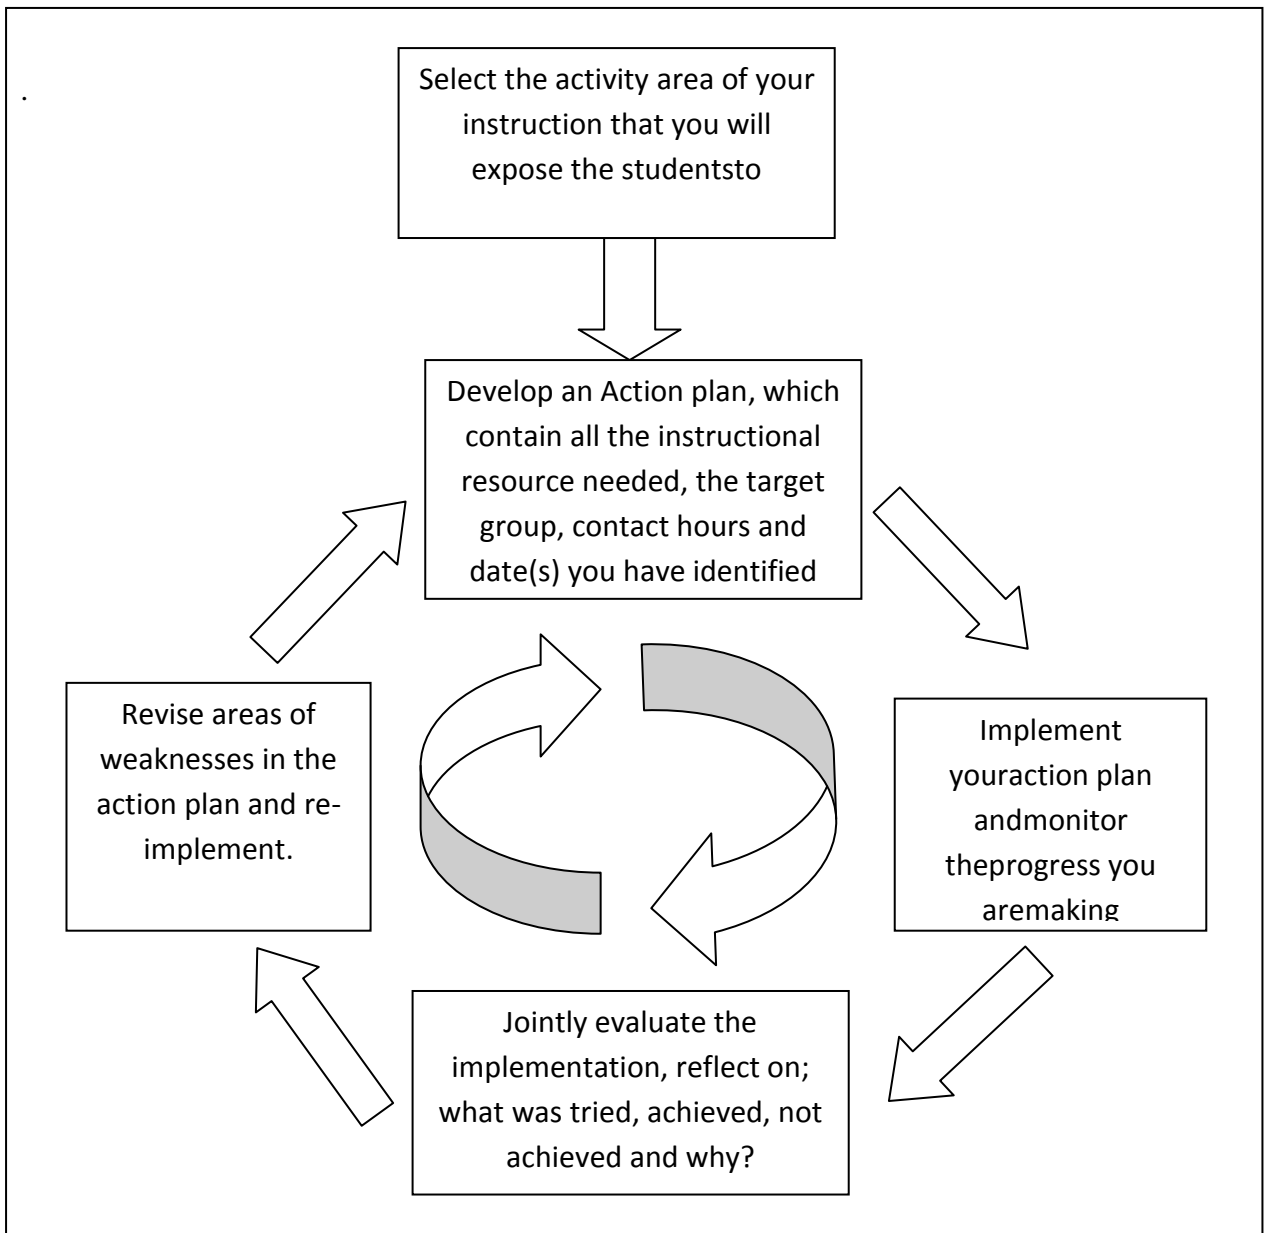 .
Select the activity area of your
instruction that you will
expose the studentsto
Develop an Action plan, which
contain all the instructional
resource needed, the target
group, contact hours and
date(s) you have identified
Implement
youraction plan
andmonitor
theprogress you
aremaking
Jointly evaluate the
implementation, reflect on;
what was tried, achieved, not
achieved and why?
Revise areas of
weaknesses in the
action plan and re-
implement.